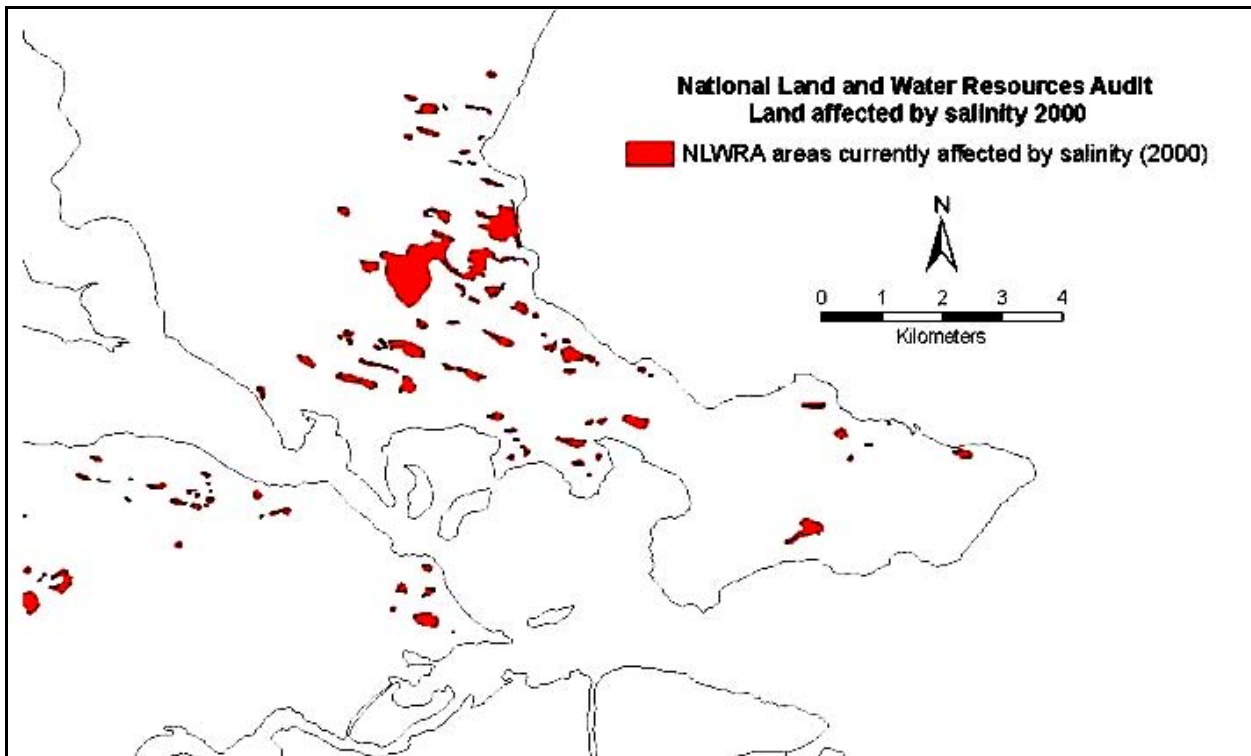 National Land and Water Resources Audit
Land affected by salinity 2000
NLWRA areas currently affected by salinity (2000)
N
0 1 2 3 4
Kilometers